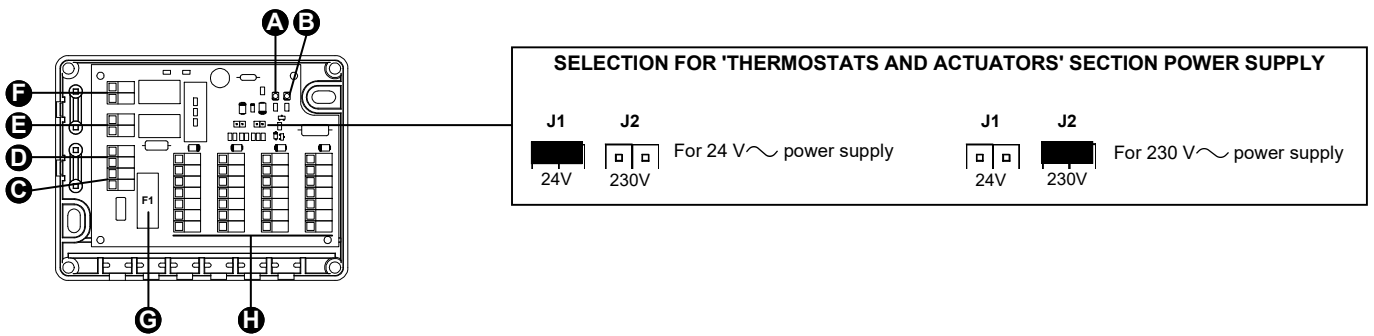 A B
F
E
D
C
F1
G H
SELECTION FOR 'THERMOSTATS AND ACTUATORS' SECTION POWER SUPPLY
J1 J2
24V 230V
For 24 V~ power supply
J1 J2
24V 230V
For 230 V~ power supply